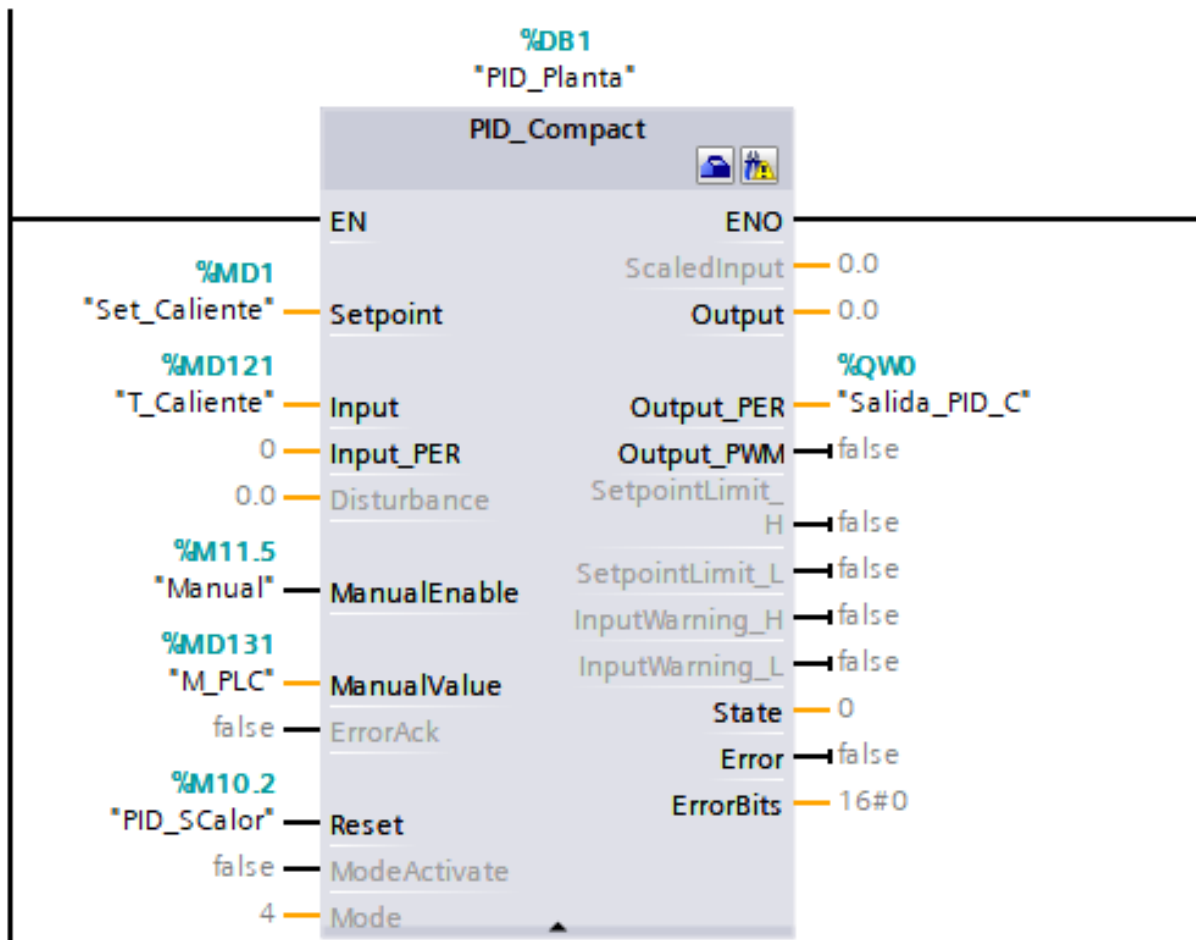 %DB1
"PID_Planta"
PID_Compact
EN
ENO
ScaledInput
0.0
%MD1
"Set_Caliente"
Setpoint
Output
0.0
%MD121
"T_Caliente"
Input
%QW0
Output_PER
"Salida_PID_C"
0
Input_PER
Output_PWM
false
0.0
Disturbance
SetpointLimit_
H
false
%M11.5
"Manual"
ManualEnable
SetpointLimit_L
false
InputWarning_H
false
%MD131
"M_PLC"
ManualValue
InputWarning_L
false
State
0
false
ErrorAck
Error
false
%M10.2
"PID_SCalor"
Reset
ErrorBits
16#0
false
ModeActivate
4
Mode